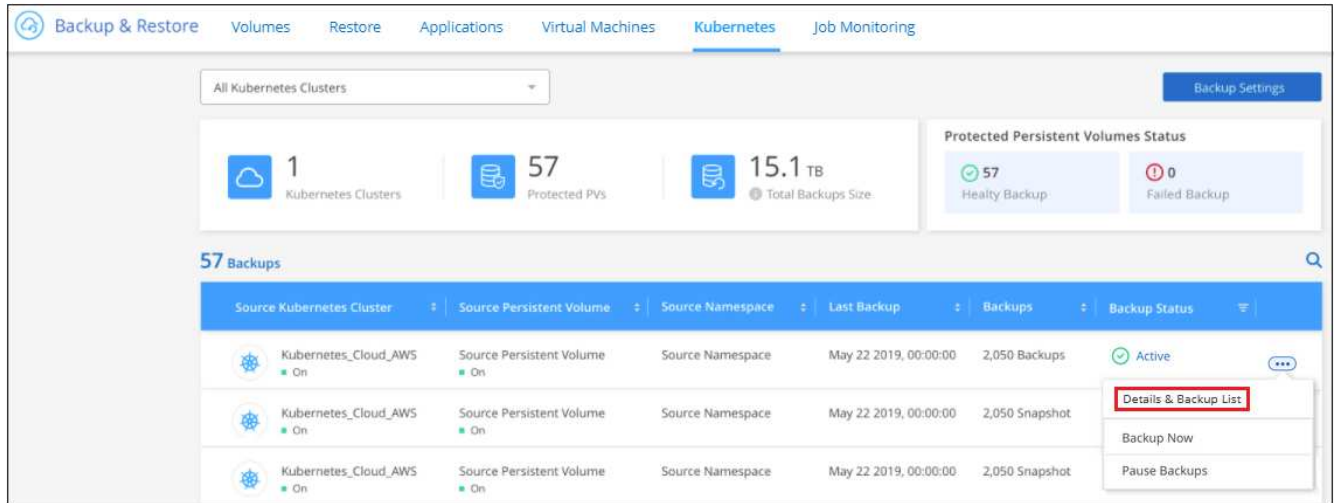 Backup & Restore Volumes Restore Applications Virtual Machines Kubernetes Job Monitoring
All Kubernetes Clusters
Backup Settings
1
Kubernetes Clusters
57
Protected PVs
15.1 TB
Total Backups Size
Protected Persistent Volumes Status
57
Healty Backup
0
Failed Backup
57 Backups
Source Kubernetes Cluster Source Persistent Volume Source Namespace Last Backup Backups Backup Status
Kubernetes_Cloud_AWS Source Persistent Volume Source Namespace May 22 2019, 00:00:00 2,050 Backups Active
On On
Details & Backup List
Kubernetes_Cloud_AWS Source Persistent Volume Source Namespace May 22 2019, 00:00:00 2,050 Snapshot
On On
Backup Now
Kubernetes_Cloud_AWS Source Persistent Volume Source Namespace May 22 2019, 00:00:00 2,050 Snapshot
Pause Backups
On On